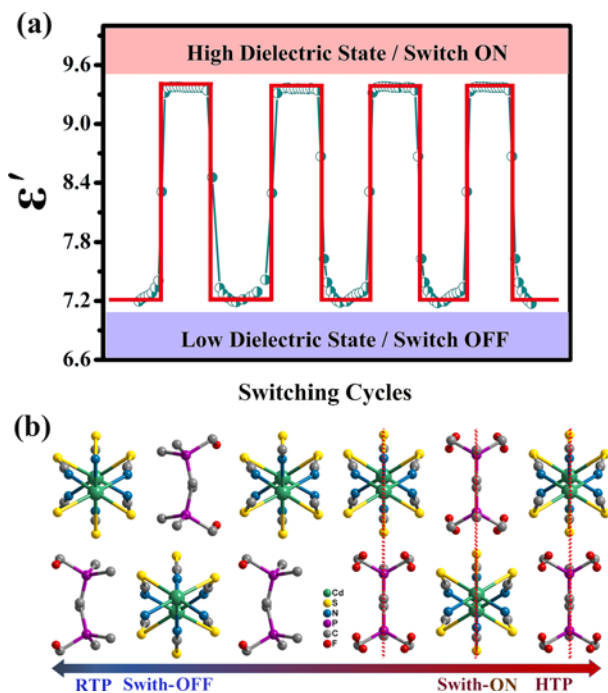 (a)
High Dielectric State / Switch ON
9.6
9.0
8.4
7.8
7.2
6.6
ε′
Low Dielectric State / Switch OFF
Switching Cycles
(b)
Cd
S
N
P
C
F
RTP Swith-OFF Swith-ON HTP